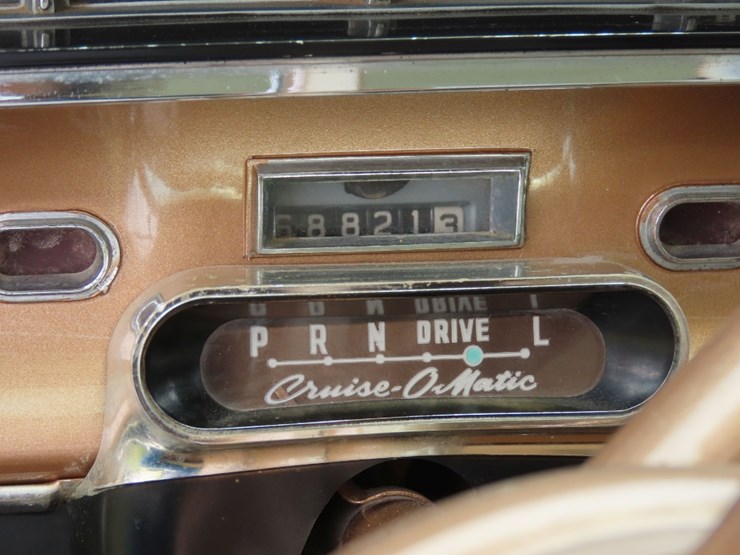 688213
P R N DRIVE L
Cruise-O-Matic